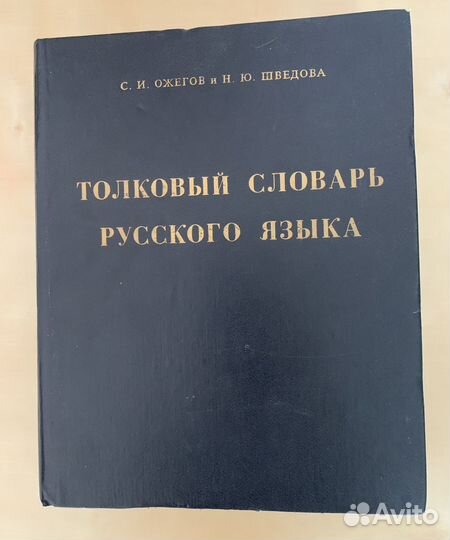 С. И. ОЖЕГОВ и Н. Ю. ШВЕДОВА
ТОЛКОВЫЙ СЛОВАРЬ
РУССКОГО ЯЗЫКА
Avito